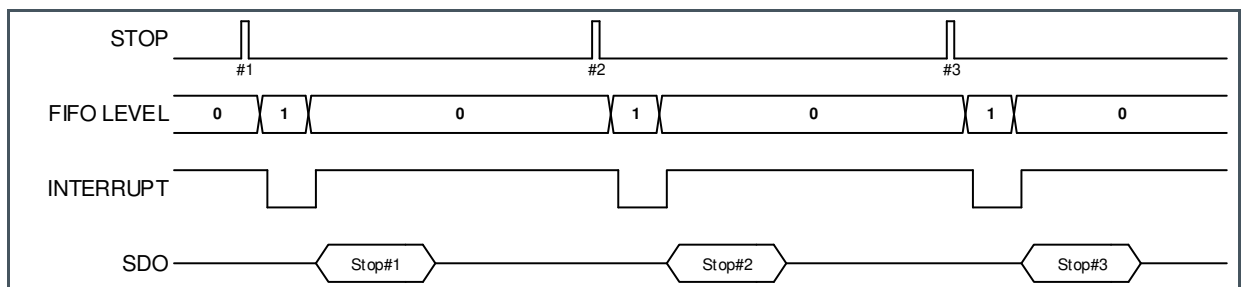 STOP
#1 #2 #3
FIFO LEVEL 0 1 0 1 0 1 0
INTERRUPT
SDO Stop#1 Stop#2 Stop#3